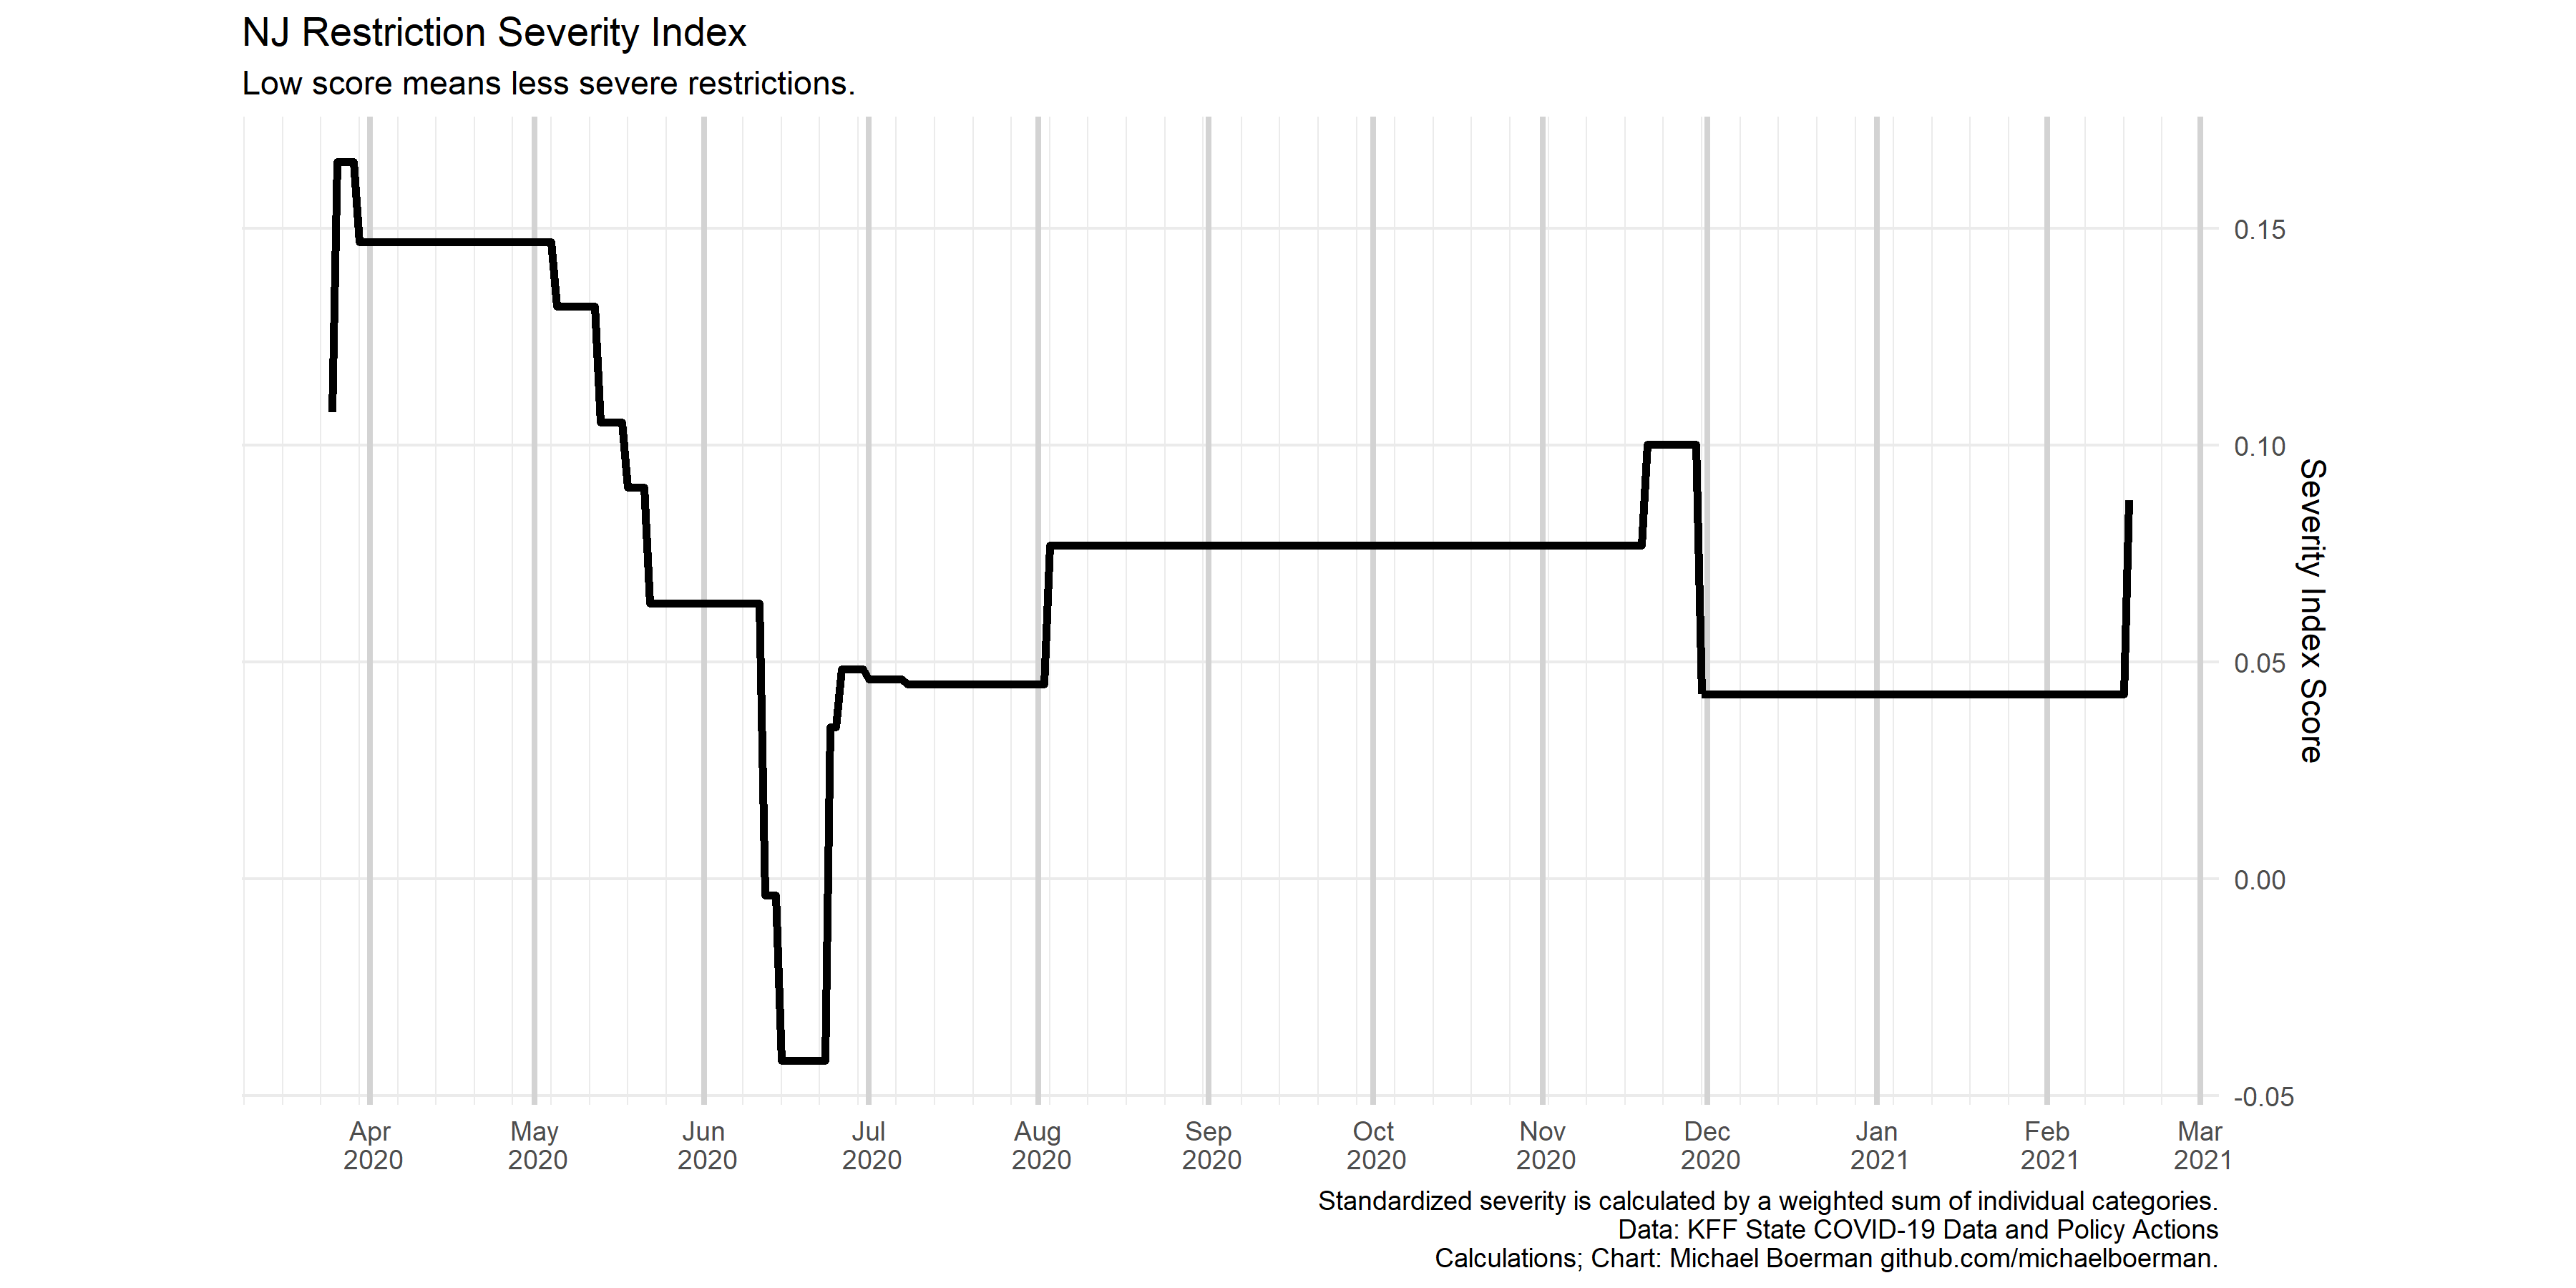 NJ Restriction Severity Index
Low score means less severe restrictions.
0.15
0.10
0.05
0.00
-0.05
Severity Index Score
Apr 2020
May 2020
Jun 2020
Jul 2020
Aug 2020
Sep 2020
Oct 2020
Nov 2020
Dec 2020
Jan 2021
Feb 2021
Mar 2021
Standardized severity is calculated by a weighted sum of individual categories.
Data: KFF State COVID-19 Data and Policy Actions
Calculations; Chart: Michael Boerman github.com/michaelboerman.